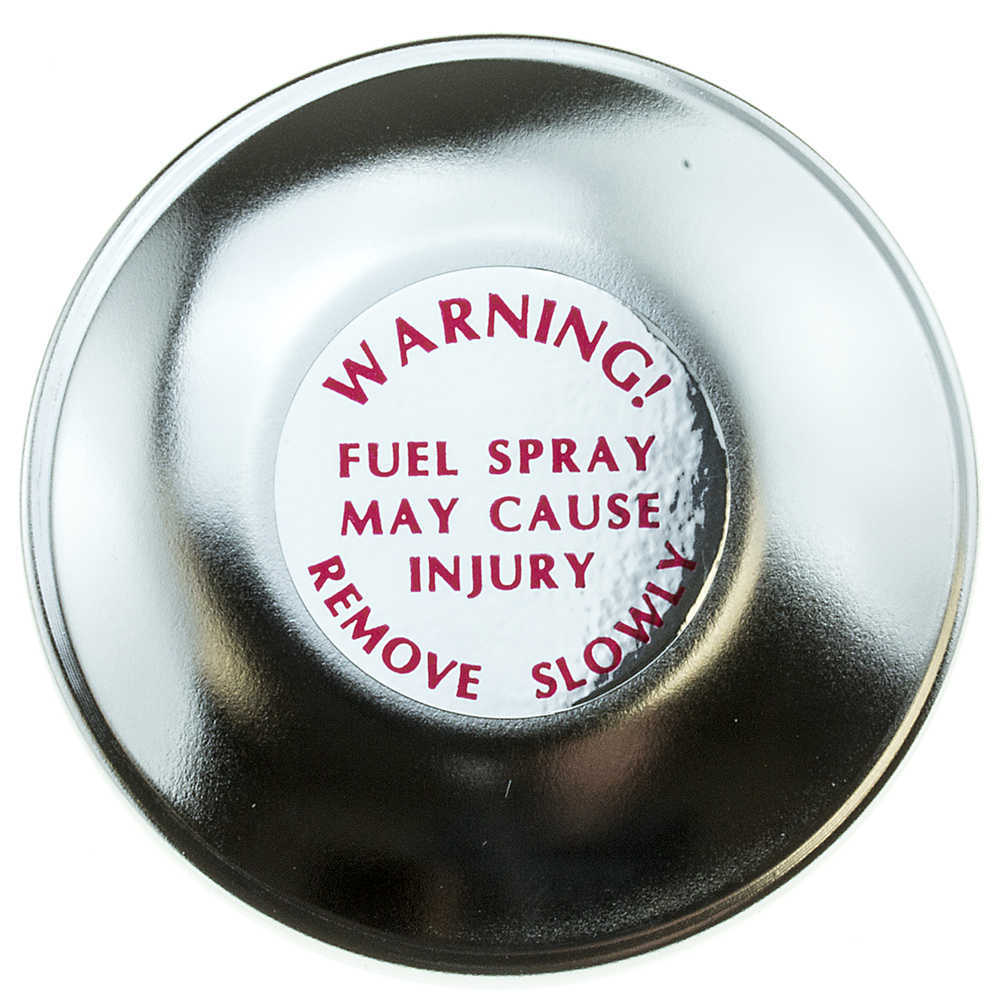 WARNING!
FUEL SPRAY
MAY CAUSE
INJURY
REMOVE SLOWLY